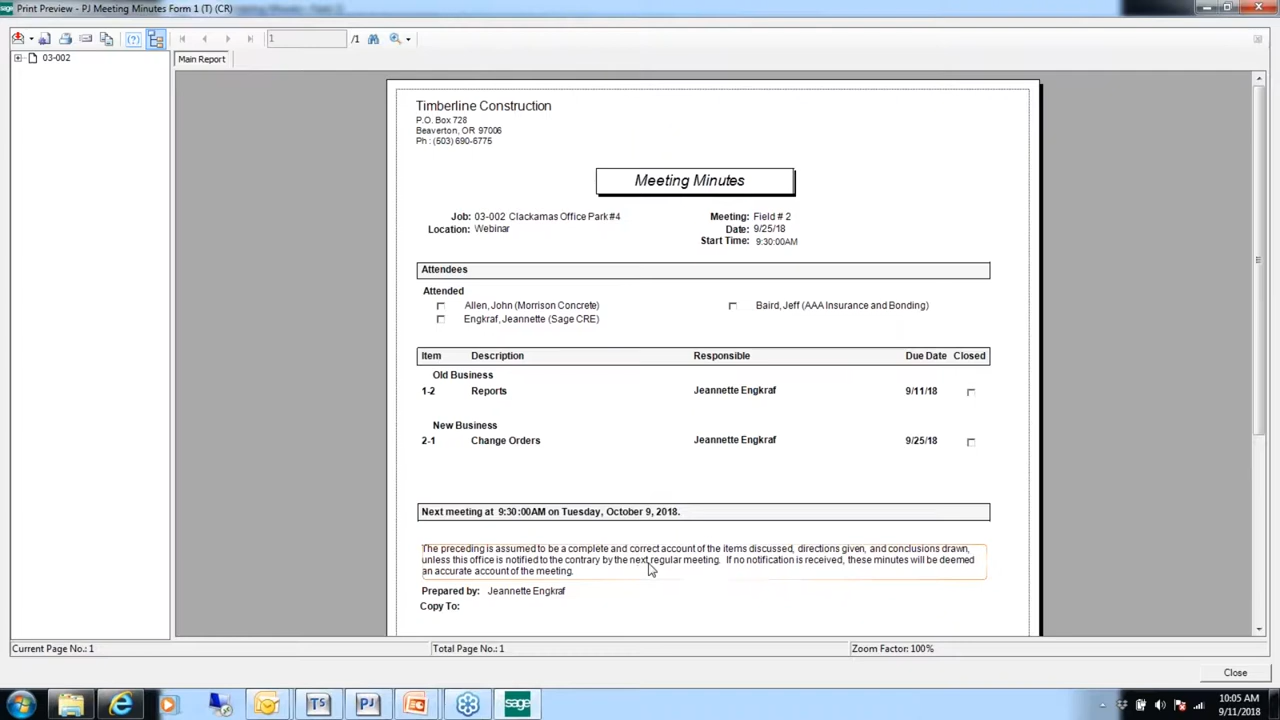 sage Print Preview - PJ Meeting Minutes Form 1 (T) (CR)
1 /1
03-002
Main Report
Timberline Construction
P.O. Box 728
Beaverton, OR 97006
Ph : (503) 690-6775
Meeting Minutes
Job: 03-002 Clackamas Office Park #4
Meeting: Field # 2
Location: Webinar
Date: 9/25/18
Start Time: 9:30:00AM
Attendees
Attended
Allen, John (Morrison Concrete)
Baird, Jeff (AAA Insurance and Bonding)
Engkraf, Jeannette (Sage CRE)
Item Description Responsible Due Date Closed
Old Business
1-2 Reports Jeannette Engkraf 9/11/18
New Business
2-1 Change Orders Jeannette Engkraf 9/25/18
Next meeting at 9:30:00AM on Tuesday, October 9, 2018.
The preceding is assumed to be a complete and correct account of the items discussed, directions given, and conclusions drawn,
unless this office is notified to the contrary by the next regular meeting. If no notification is received, these minutes will be deemed
an accurate account of the meeting.
Prepared by: Jeannette Engkraf
Copy To:
Current Page No.: 1 Total Page No.: 1 Zoom Factor: 100%
Close
TS PJ sage
10:05 AM
9/11/2018